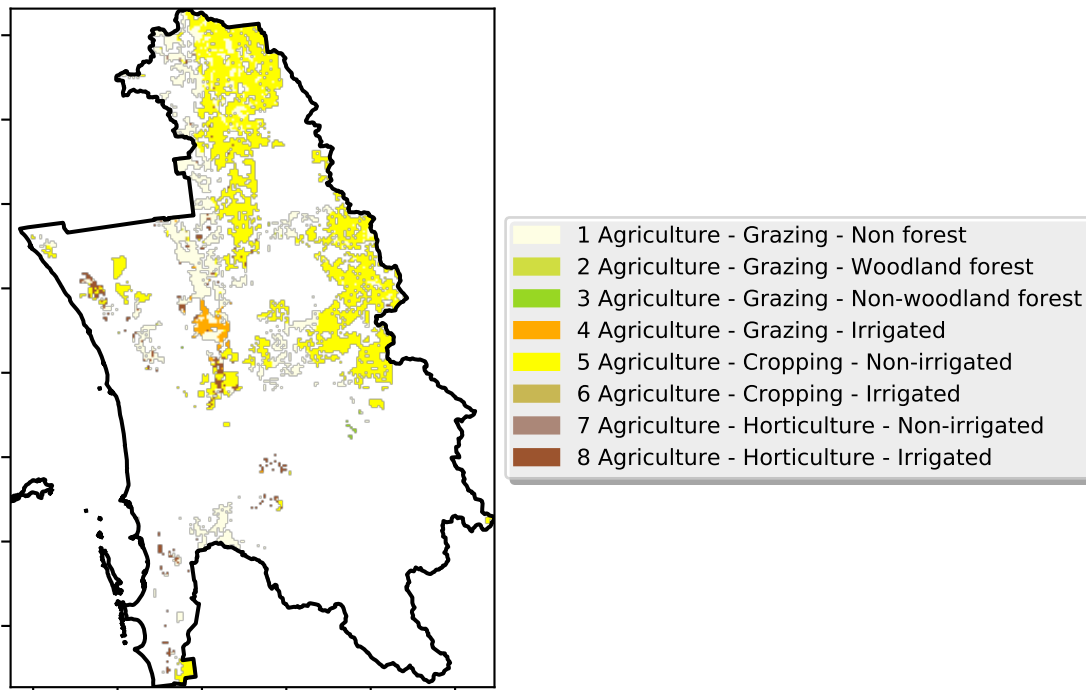 1 Agriculture - Grazing - Non forest
2 Agriculture - Grazing - Woodland forest
3 Agriculture - Grazing - Non-woodland forest
4 Agriculture - Grazing - Irrigated
5 Agriculture - Cropping - Non-irrigated
6 Agriculture - Cropping - Irrigated
7 Agriculture - Horticulture - Non-irrigated
8 Agriculture - Horticulture - Irrigated